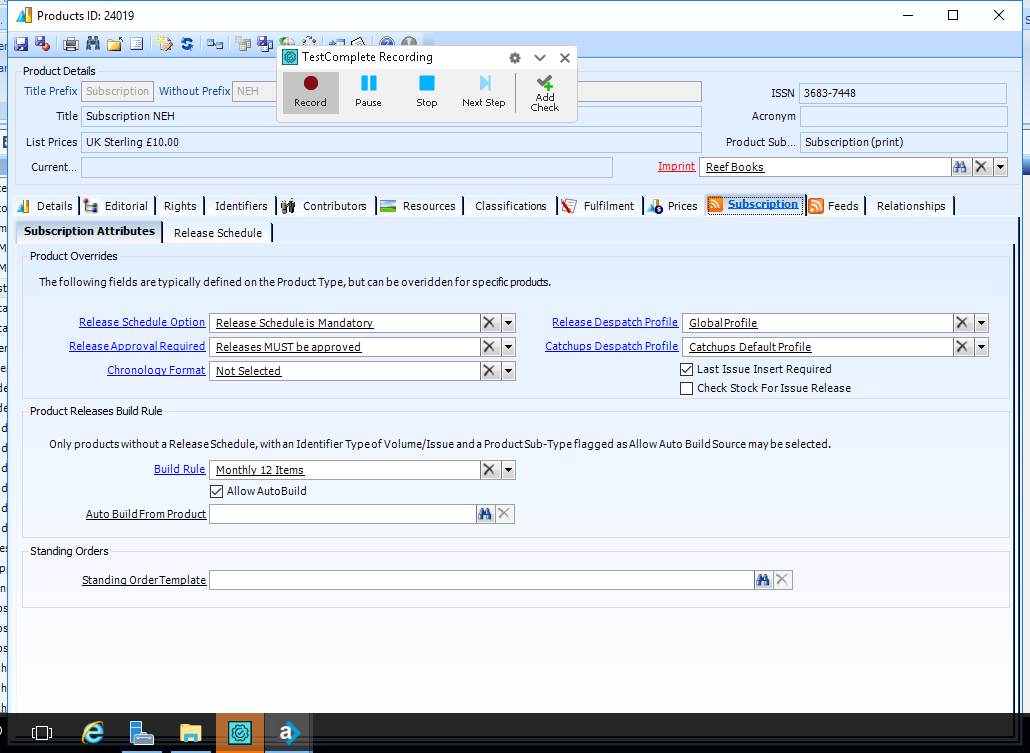 Products ID: 24019
TestComplete Recording
Record Pause Stop Next Step Add Check
Product Details
Title Prefix Subscription Without Prefix NEH ISSN 3683-7448
Title Subscription NEH Acronym
List Prices UK Sterling £10.00 Product Sub... Subscription (print)
Current... Imprint Reef Books
Details Editorial Rights Identifiers Contributors Resources Classifications Fulfilment Prices Subscription Feeds Relationships
Subscription Attributes Release Schedule
Product Overrides
The following fields are typically defined on the Product Type, but can be overidden for specific products.
Release Schedule Option Release Schedule is Mandatory Release Despatch Profile Global Profile
Release Approval Required Releases MUST be approved Catchups Despatch Profile Catchups Default Profile
Chronology Format Not Selected Last Issue Insert Required
Check Stock For Issue Release
Product Releases Build Rule
Only products without a Release Schedule, with an Identifier Type of Volume/Issue and a Product Sub-Type flagged as Allow Auto Build Source may be selected.
Build Rule Monthly 12 Items
Allow AutoBuild
Auto Build From Product
Standing Orders
Standing Order Template